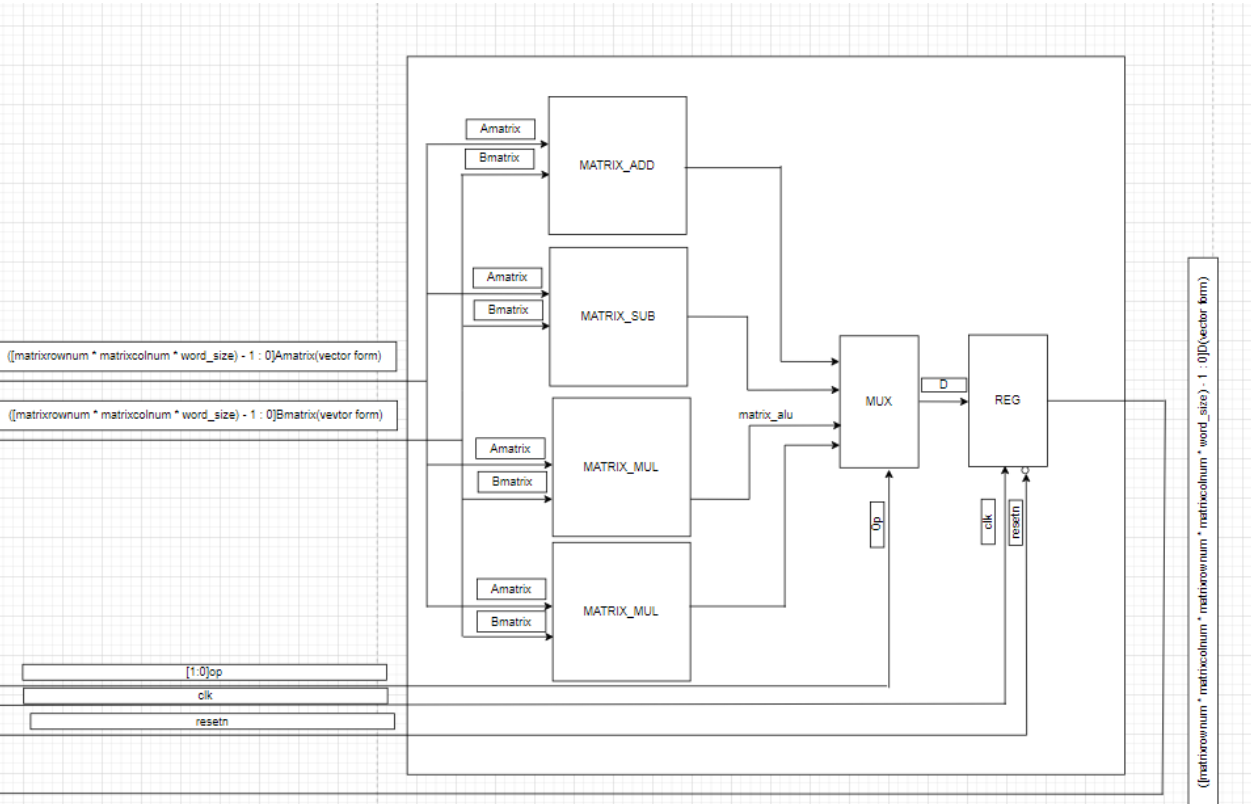 Amatrix
Bmatrix
MATRIX_ADD
Amatrix
Bmatrix
MATRIX_SUB
([matrixrownum * matrixcolnum * word_size) - 1 : 0]Amatrix(vector form)
([matrixrownum * matrixcolnum * word_size) - 1 : 0]Bmatrix(vevtor form)
Amatrix
Bmatrix
MATRIX_MUL
matrix_alu
MUX
D
REG
Op
clk
resetn
Amatrix
Bmatrix
MATRIX_MUL
[1:0]op
clk
resetn
([matrixrownum * matrixcolnum * matrixrownum * matrixcolnum * word_size) - 1 : 0]D(vector form)